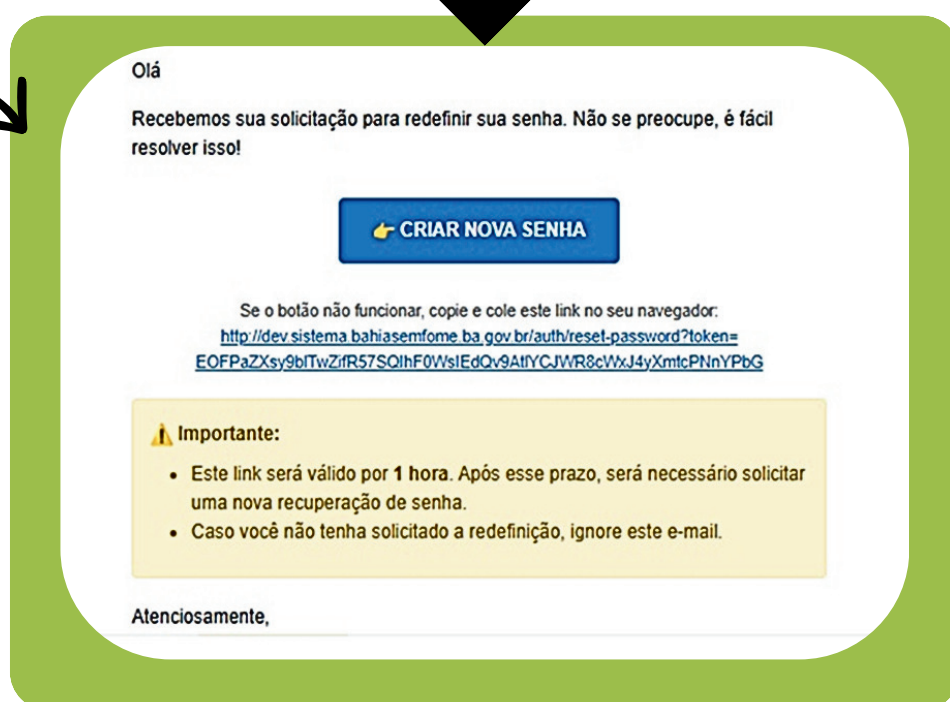 Olá
Recebemos sua solicitação para redefinir sua senha. Não se preocupe, é fácil
resolver isso!
👉 CRIAR NOVA SENHA
Se o botão não funcionar, copie e cole este link no seu navegador:
http://dev.sistema.bahiasemfome.ba.gov.br/auth/reset-password?token=
⚠️ Importante:
• Este link será válido por 1 hora. Após esse prazo, será necessário solicitar
uma nova recuperação de senha.
• Caso você não tenha solicitado a redefinição, ignore este e-mail.
Atenciosamente,